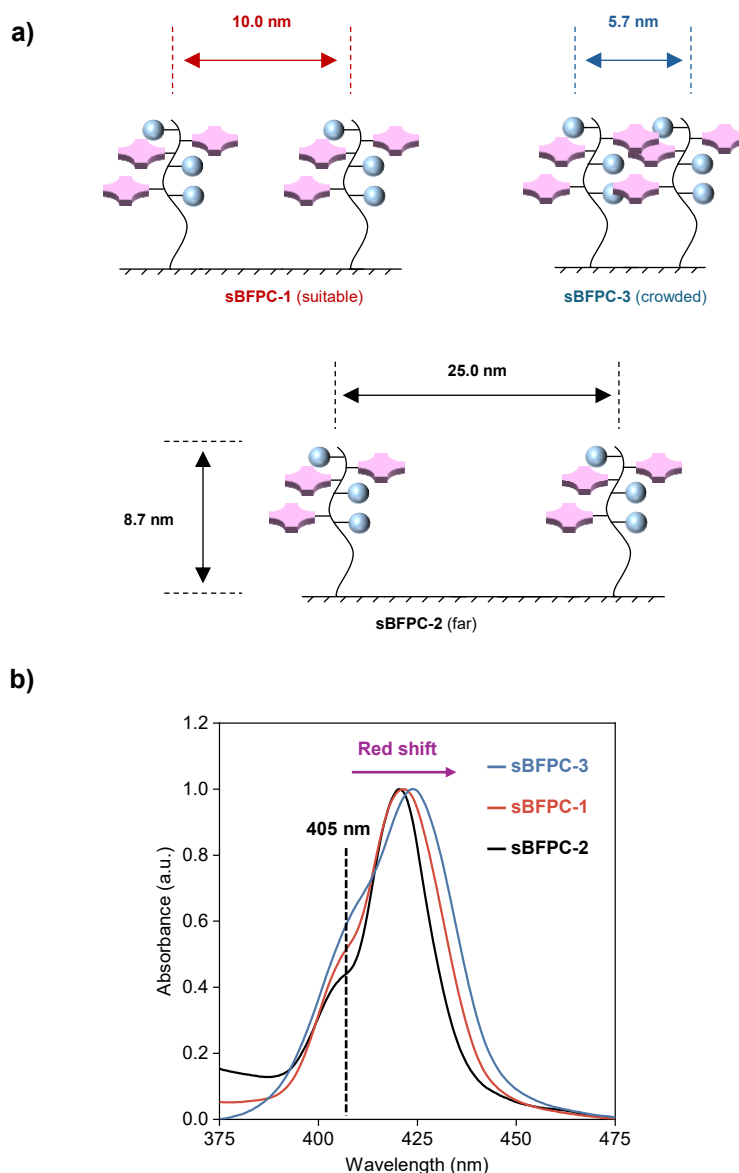 a)
10.0 nm
5.7 nm
sBFPC-1 (suitable)
sBFPC-3 (crowded)
25.0 nm
8.7 nm
sBFPC-2 (far)
b)
1.2
Red shift
sBFPC-3
1.0
sBFPC-1
405 nm
sBFPC-2
0.8
0.6
0.4
0.2
0.0
Absorbance (a.u.)
375
400
425
450
475
Wavelength (nm)